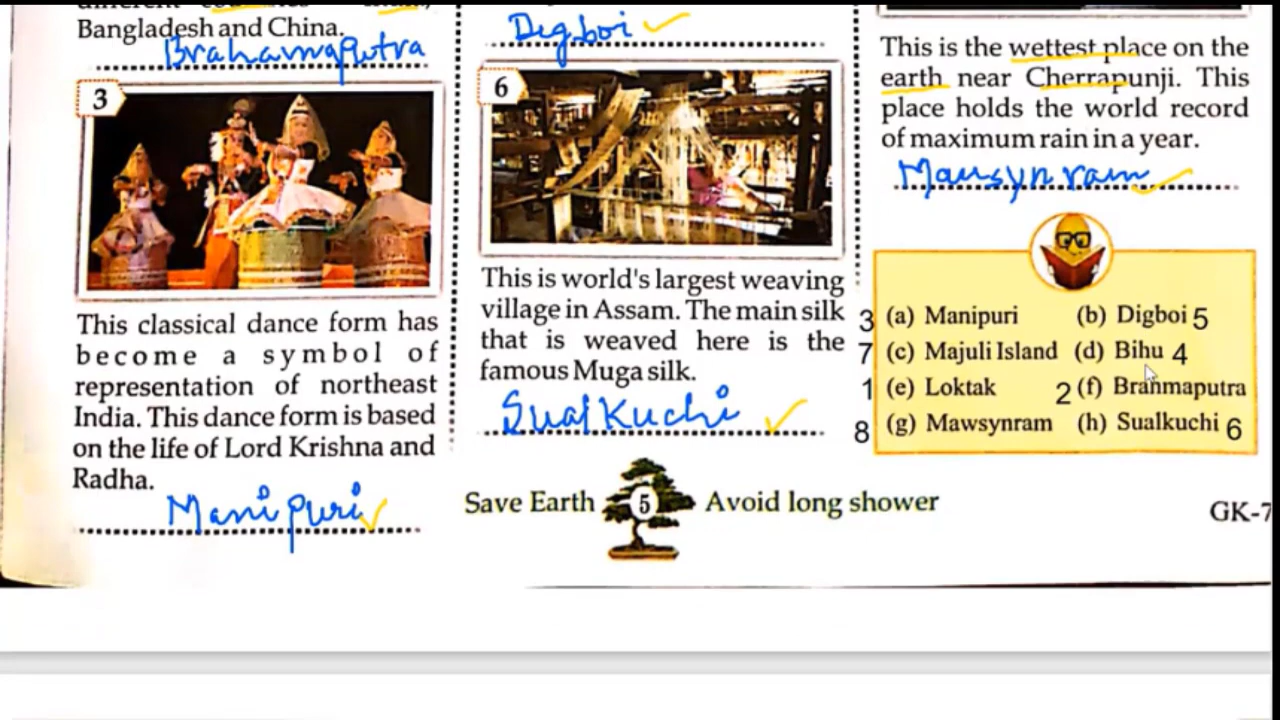 Bangladesh and China.
Brahamaputra
3
This classical dance form has
become a symbol of
representation of northeast
India. This dance form is based
on the life of Lord Krishna and
Radha.
Manipuri
Digboi
6
This is world's largest weaving
village in Assam. The main silk
that is weaved here is the
famous Muga silk.
SualKuchi
This is the wettest place on the
earth near Cherrapunji. This
place holds the world record
of maximum rain in a year.
3 (a) Manipuri (b) Digboi 5
7 (c) Majuli Island (d) Bihu 4
1 (e) Loktak 2 (f) Brahmaputra
8 (g) Mawsynram (h) Sualkuchi 6
Save Earth 5 Avoid long shower
GK-7